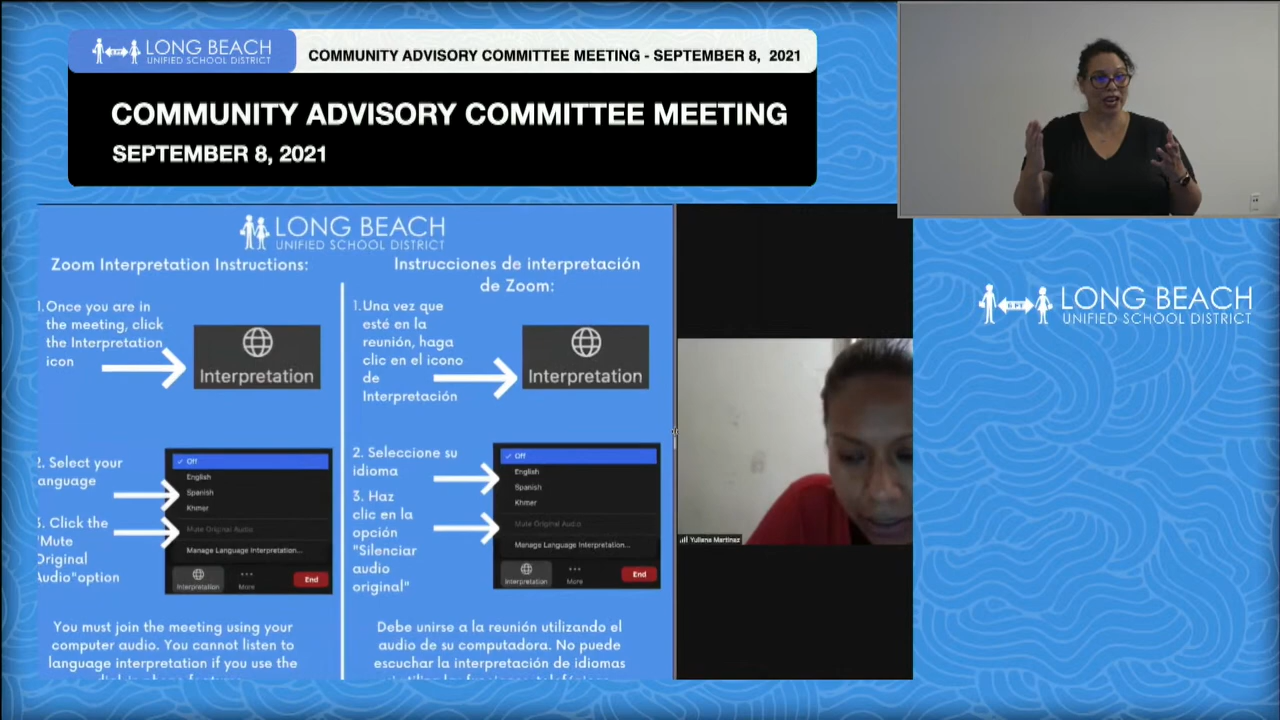 LONG BEACH
UNIFIED SCHOOL DISTRICT
COMMUNITY ADVISORY COMMITTEE MEETING - SEPTEMBER 8, 2021
COMMUNITY ADVISORY COMMITTEE MEETING
SEPTEMBER 8, 2021
LONG BEACH
UNIFIED SCHOOL DISTRICT
Zoom Interpretation Instructions:
1.Once you are in
the meeting, click
the Interpretation
icon
Interpretation
2. Select your
Language
3. Click the
"Mute
Original
Audio"option
Off
English
Spanish
Khmer
Mute Original Audio
Manage Language Interpretation...
Interpretation
More
End
You must join the meeting using your
computer audio. You cannot listen to
language interpretation if you use the
Instrucciones de interpretación
de Zoom:
1.Una vez que
esté en la
reunión, haga
clic en el icono
de
Interpretación
Interpretation
2. Seleccione su
idioma
3. Haz
clic en la
opción
"Silenciar
audio
original"
Off
English
Spanish
Khmer
Mute Original Audio
Manage Language Interpretation...
Interpretation
More
End
Debe unirse a la reunión utilizando el
audio de su computadora. No puede
escuchar la interpretación de idiomas
Yuliana Martinez
6 FT
LONG BEACH
UNIFIED SCHOOL DISTRICT